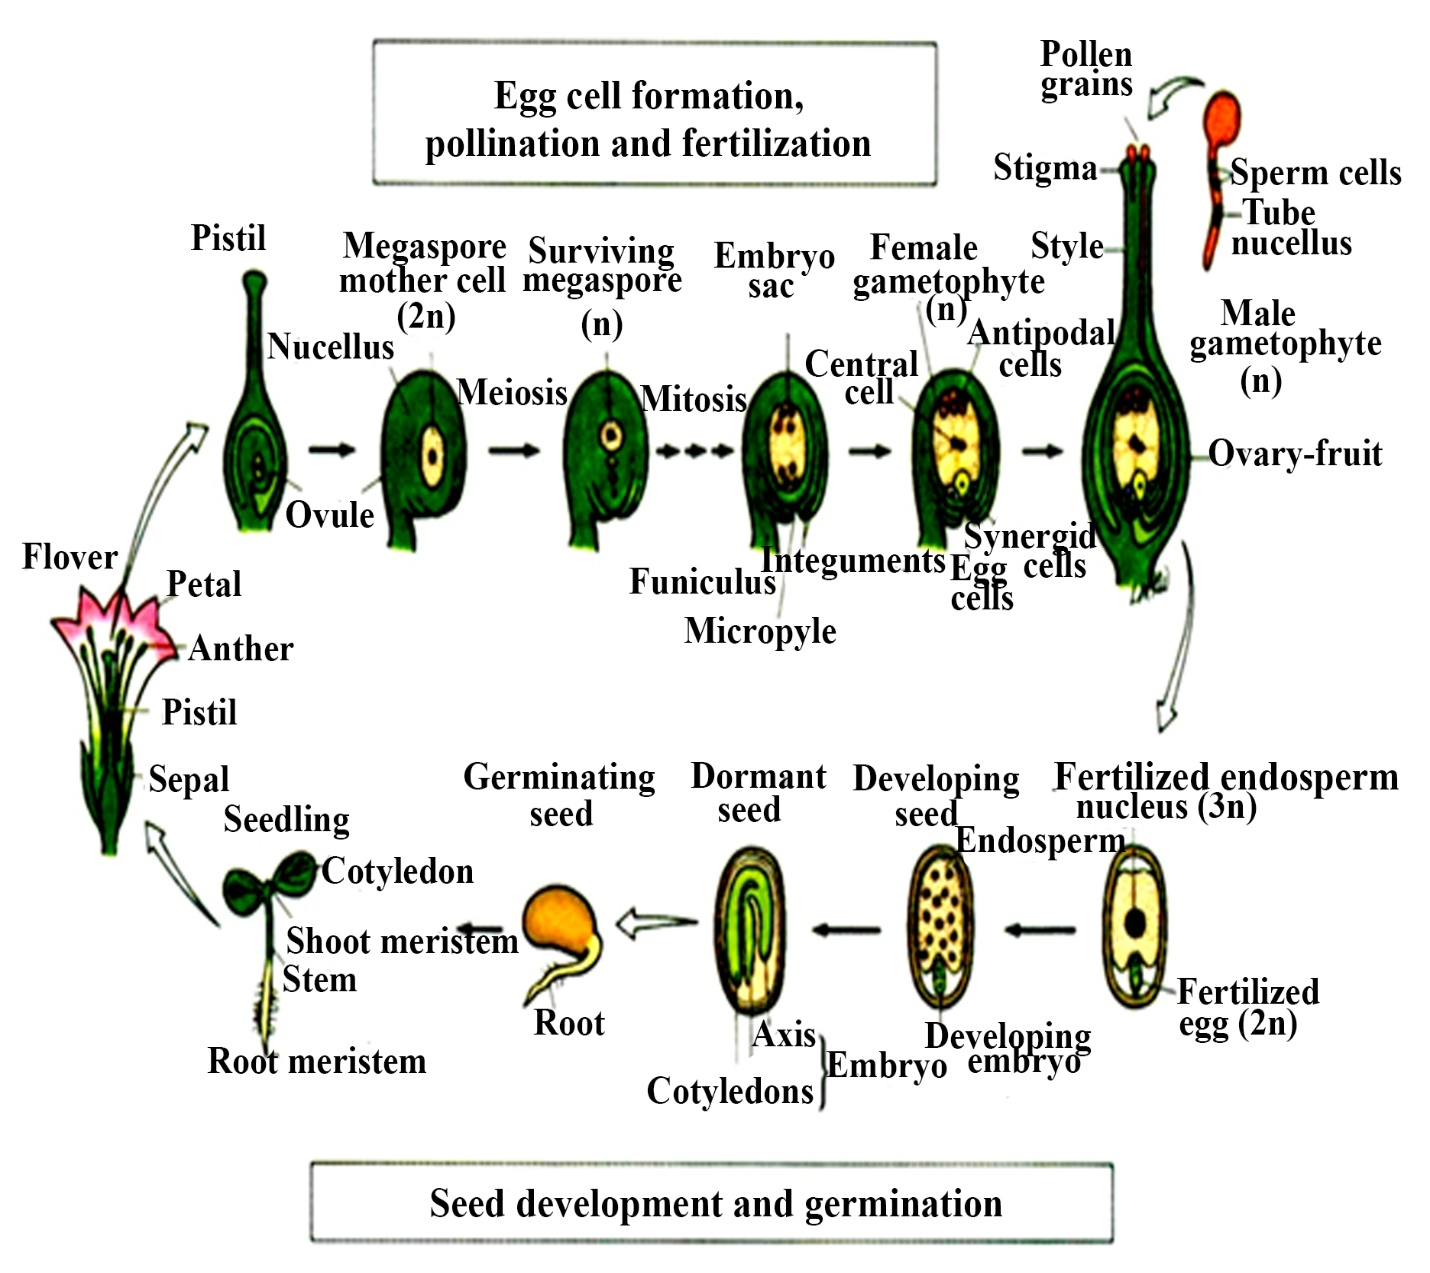 Egg cell formation,
pollination and fertilization
Pollen
grains
Stigma
Sperm cells
Tube
nucellus
Style
Male
gametophyte
(n)
Ovary-fruit
Pistil
Nucellus
Ovule
Megaspore
mother cell
(2n)
Meiosis
Surviving
megaspore
(n)
Mitosis
Embryo
sac
Funiculus
Integuments
Micropyle
Female
gametophyte
(n)
Central
cell
Antipodal
cells
Synergid
cells
Egg
cells
Flover
Petal
Anther
Pistil
Sepal
Fertilized endosperm
nucleus (3n)
Fertilized
egg (2n)
Developing
seed
Endosperm
Developing
embryo
Dormant
seed
Axis
Cotyledons
Embryo
Germinating
seed
Root
Seedling
Cotyledon
Shoot meristem
Stem
Root meristem
Seed development and germination